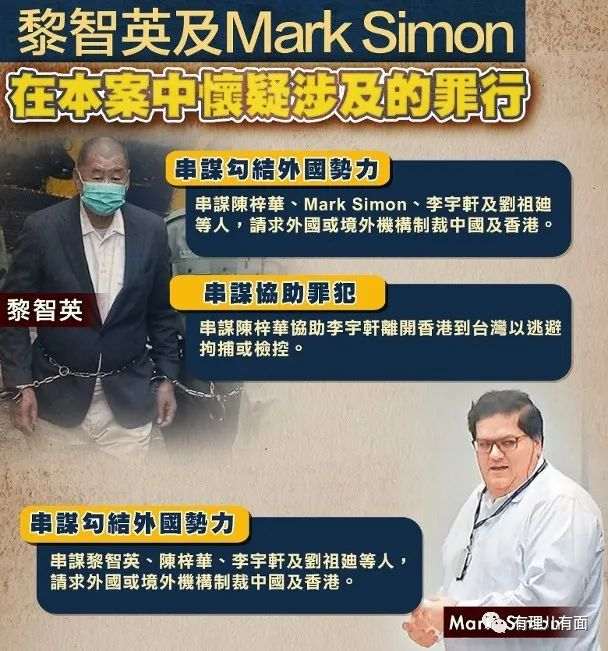 黎智英及Mark Simon
在本案中懷疑涉及的罪行
串謀勾結外國勢力
串謀陳梓華、Mark Simon、李宇軒及劉祖廸
等人，請求外國或境外機構制裁中國及香港。
黎智英
串謀協助罪犯
串謀陳梓華協助李宇軒離開香港到台灣以逃避
拘捕或檢控。
串謀勾結外國勢力
串謀黎智英、陳梓華、李宇軒及劉祖廸等人，
請求外國或境外機構制裁中國及香港。
Mark Simon
有理儿有面